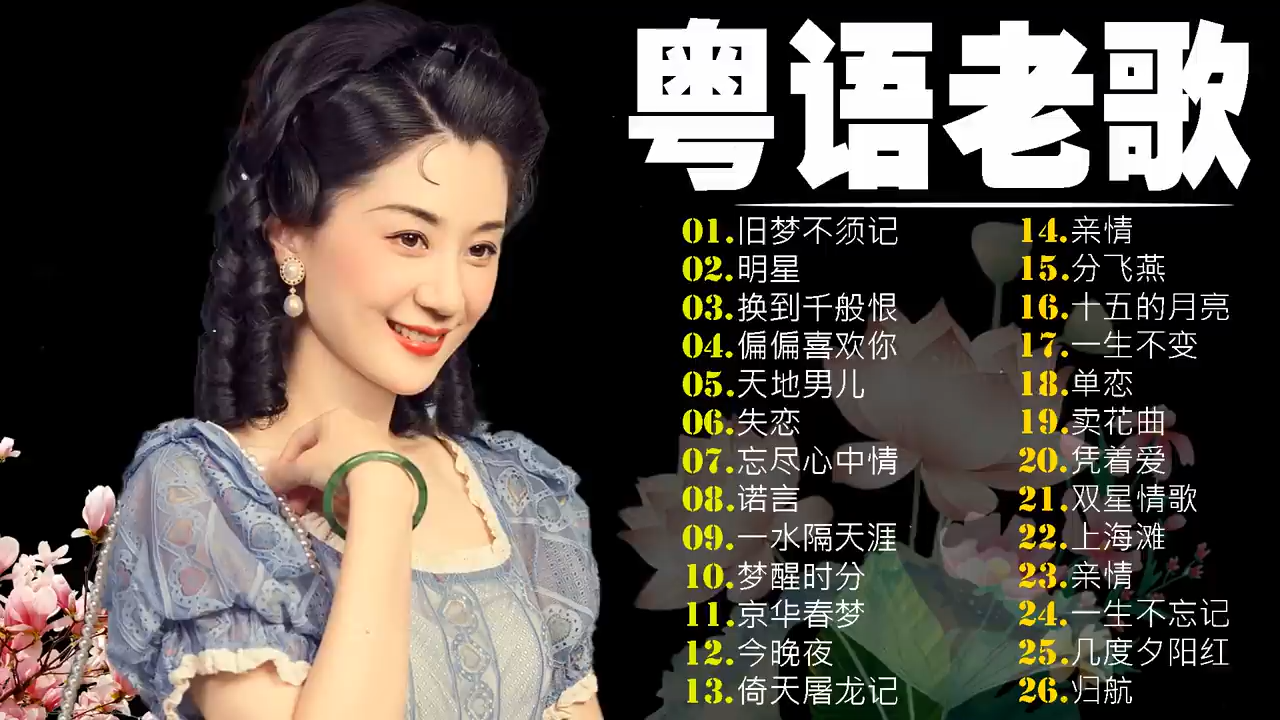 粤语老歌
01.旧梦不须记
02.明星
03.换到千般恨
04.偏偏喜欢你
05.天地男儿
06.失恋
07.忘尽心中情
08.诺言
09.一水隔天涯
10.梦醒时分
11.京华春梦
12.今晚夜
13.倚天屠龙记
14.亲情
15.分飞燕
16.十五的月亮
17.一生不变
18.单恋
19.卖花曲
20.凭着爱
21.双星情歌
22.上海滩
23.亲情
24.一生不忘记
25.几度夕阳红
26.归航